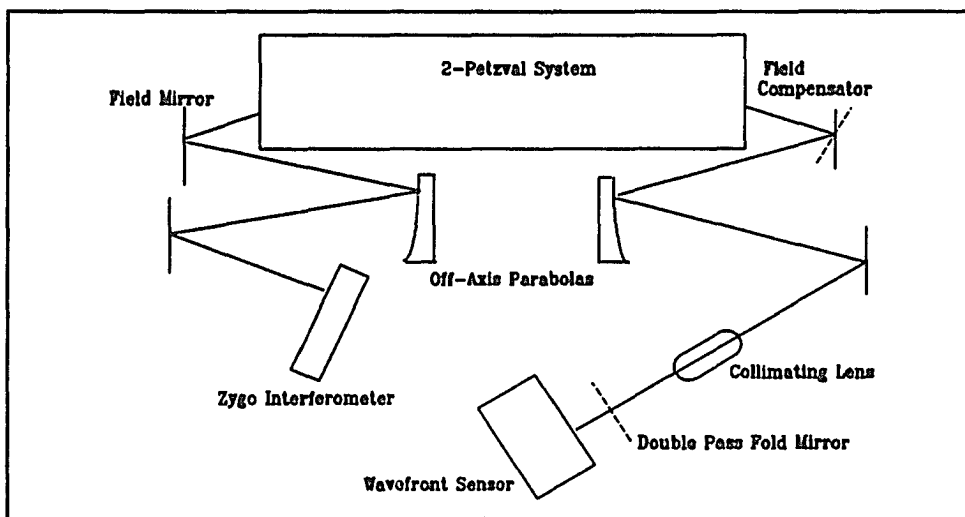 2-Petzval System
Field
Compensator
Field Mirror
Off-Axis Parabolas
Zygo Interferometer
Collimating Lens
Double Pass Fold Mirror
Wavofront Sensor